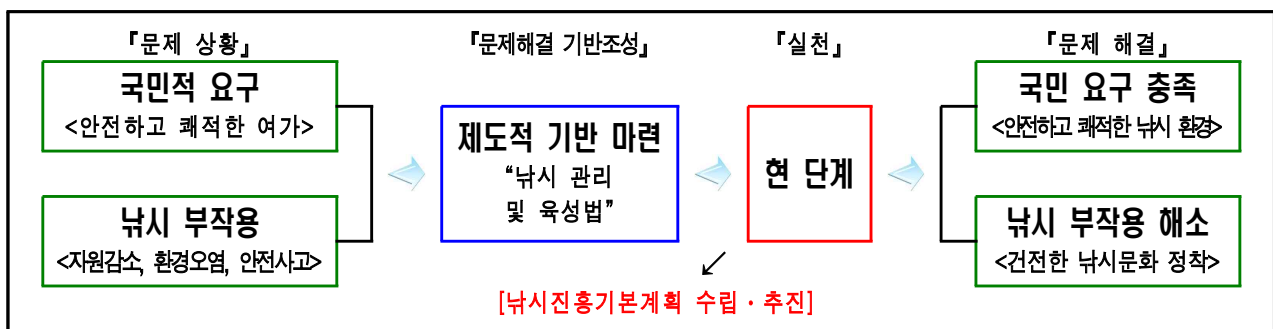 『문제 상황』
국민적 요구
<안전하고 쾌적한 여가>
낚시 부작용
<자원감소, 환경오염, 안전사고>
『문제해결 기반조성』
제도적 기반 마련
“낚시 관리
및 육성법”
『실천』
현 단계
↙
[낚시진흥기본계획 수립·추진]
『문제 해결』
국민 요구 충족
<안전하고 쾌적한 낚시 환경>
낚시 부작용 해소
<건전한 낚시문화 정착>